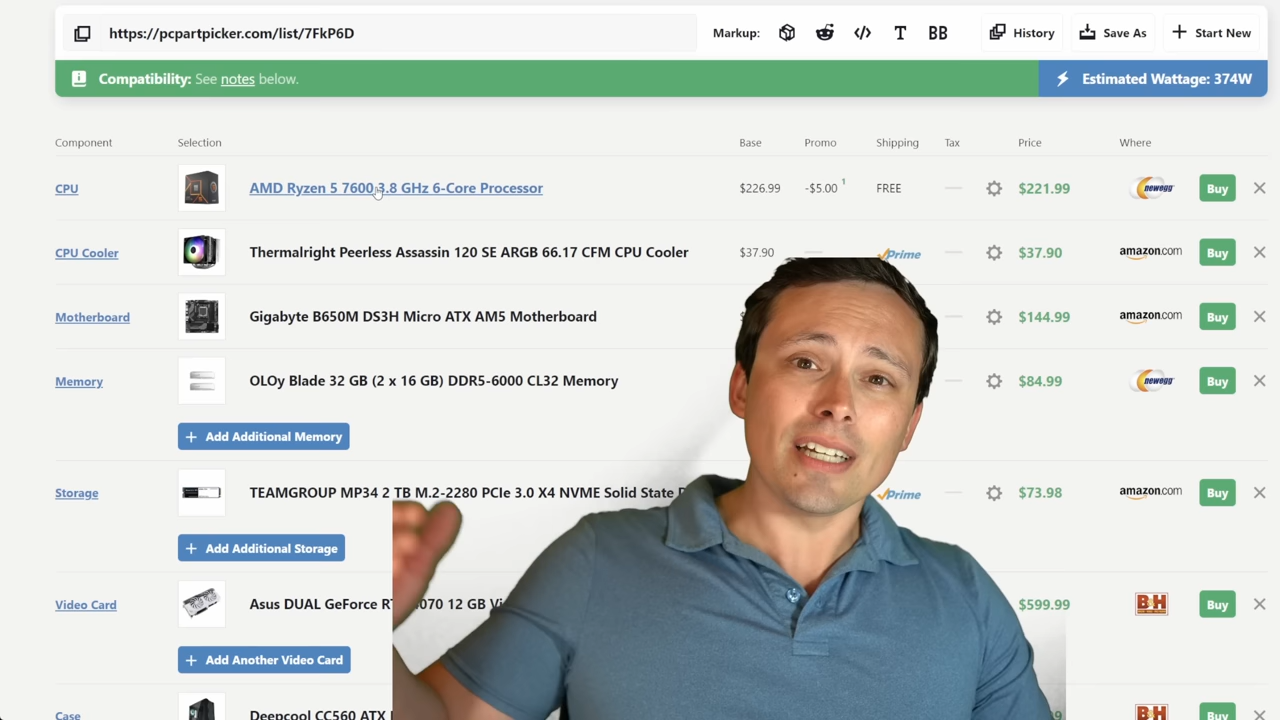 https://pcpartpicker.com/list/7FkP6D Markup: T BB History Save As Start New
Compatibility: See notes below. Estimated Wattage: 374W
Component Selection Base Promo Shipping Tax Price Where
CPU AMD Ryzen 5 7600 3.8 GHz 6-Core Processor $226.99 -$5.00 1 FREE $221.99 newegg Buy
CPU Cooler Thermalright Peerless Assassin 120 SE ARGB 66.17 CFM CPU Cooler $37.90 Prime $37.90 amazon.com Buy
Motherboard Gigabyte B650M DS3H Micro ATX AM5 Motherboard $144.99 amazon.com Buy
Memory OLOy Blade 32 GB (2 x 16 GB) DDR5-6000 CL32 Memory $84.99 newegg Buy
Add Additional Memory
Storage TEAMGROUP MP34 2 TB M.2-2280 PCIe 3.0 X4 NVME Solid State Prime $73.98 amazon.com Buy
Add Additional Storage
Video Card Asus DUAL GeForce 12 GB $599.99 B&H Buy
Add Another Video Card
Case Deepcool CC560 ATX B&H Buy